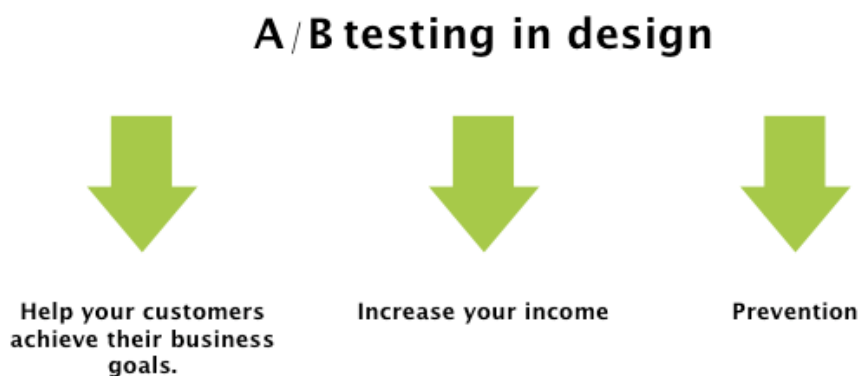 A/B testing in design
Help your customers
achieve their business
goals.
Increase your income
Prevention